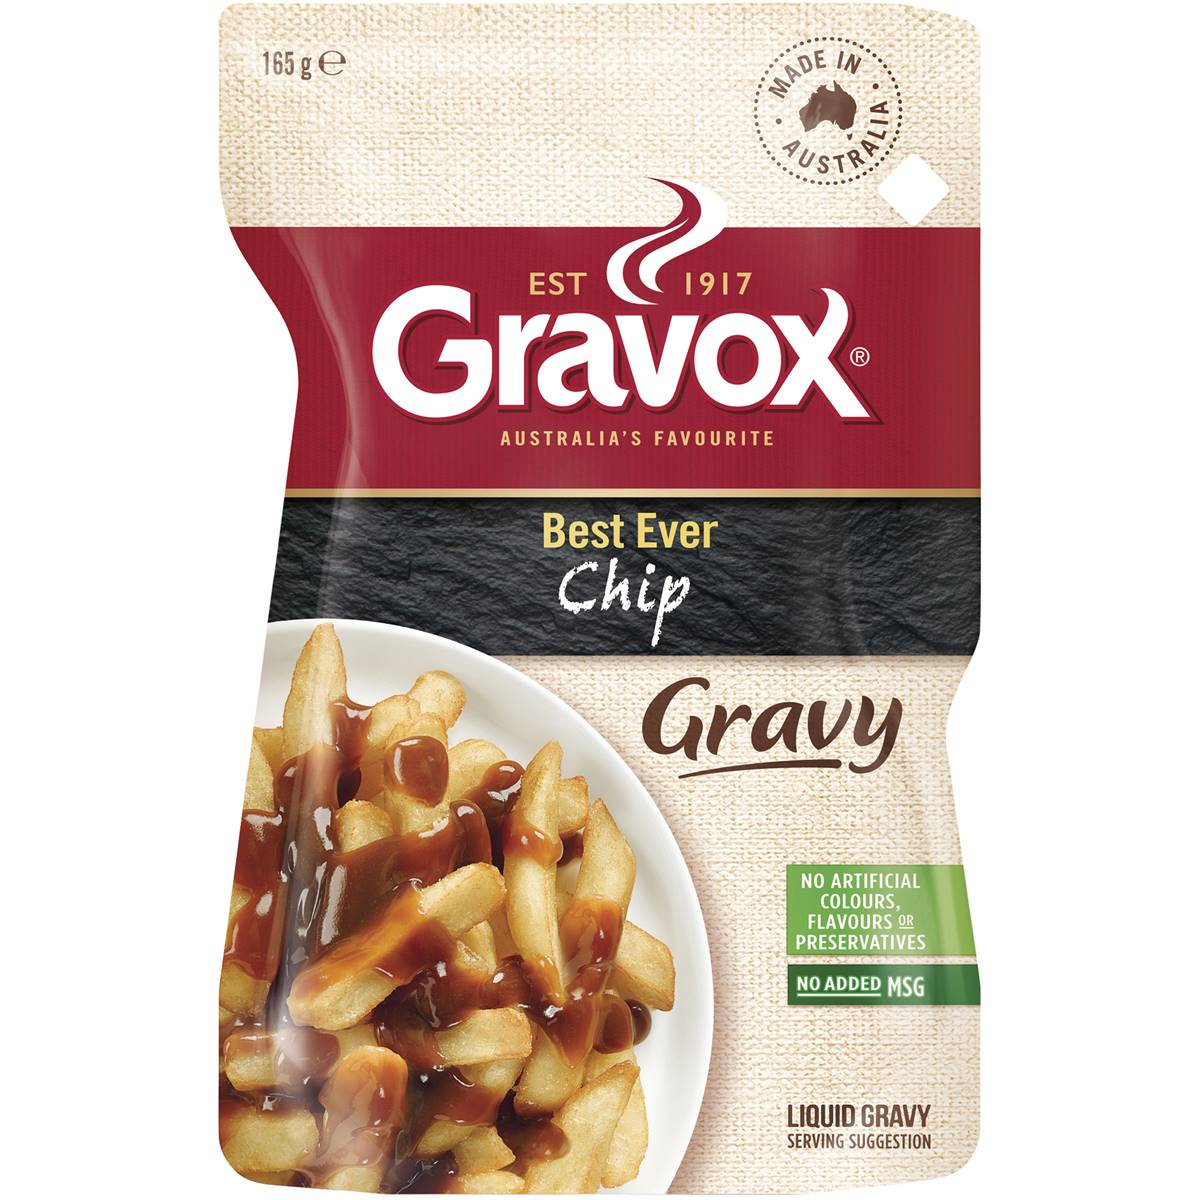 165 g ℮
MADE IN
AUSTRALIA
EST 1917
Gravox®
AUSTRALIA'S FAVOURITE
Best Ever
Chip
Gravy
NO ARTIFICIAL
COLOURS,
FLAVOURS OR
PRESERVATIVES
NO ADDED MSG
LIQUID GRAVY
SERVING SUGGESTION